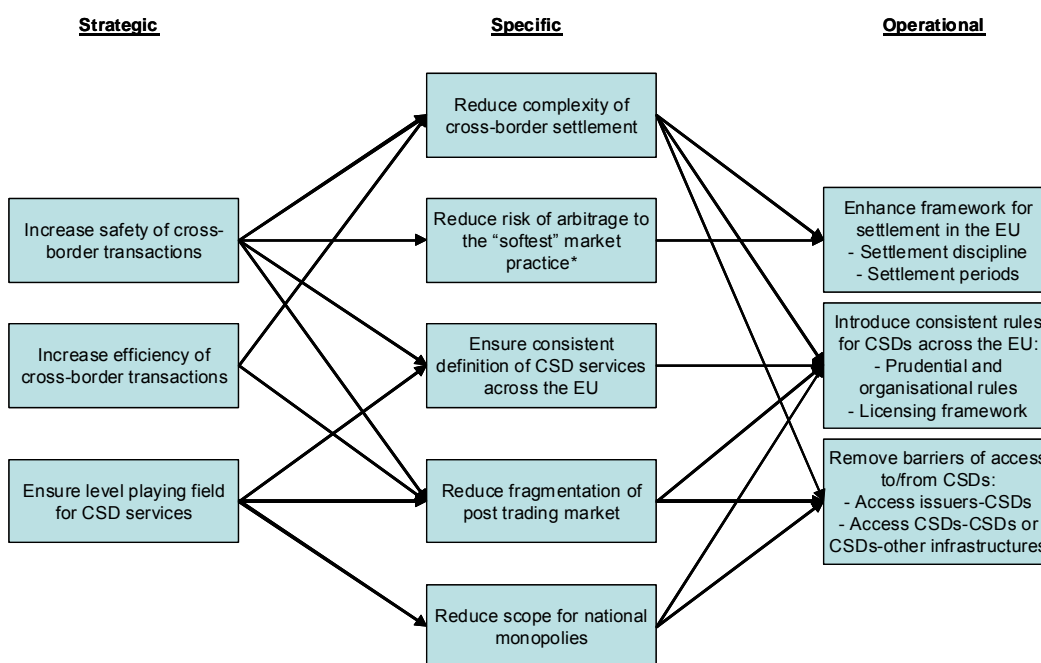 Strategic
Specific
Operational
Reduce complexity of
cross-border settlement
Increase safety of cross-
border transactions
Reduce risk of arbitrage to
the “softest” market
practice*
Enhance framework for
settlement in the EU
- Settlement discipline
- Settlement periods
Increase efficiency of
cross-border transactions
Ensure consistent
definition of CSD services
across the EU
Introduce consistent rules
for CSDs across the EU:
- Prudential and
organisational rules
- Licensing framework
Ensure level playing field
for CSD services
Reduce fragmentation of
post trading market
Remove barriers of access
to/from CSDs:
- Access issuers-CSDs
- Access CSDs-CSDs or
CSDs-other infrastructures
Reduce scope for national
monopolies